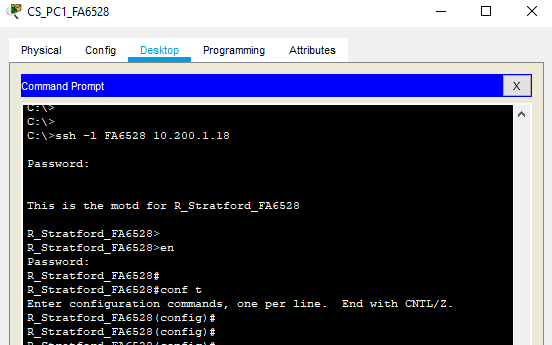 CS_PC1_FA6528
Physical Config Desktop Programming Attributes
Command Prompt
X
C:\>
C:\>
C:\>ssh -l FA6528 10.200.1.18
Password:
This is the motd for R_Stratford_FA6528
R_Stratford_FA6528>
R_Stratford_FA6528>en
Password:
R_Stratford_FA6528#
R_Stratford_FA6528#conf t
Enter configuration commands, one per line.  End with CNTL/Z.
R_Stratford_FA6528(config)#
R_Stratford_FA6528(config)#
R_Stratford_FA6528(config)#